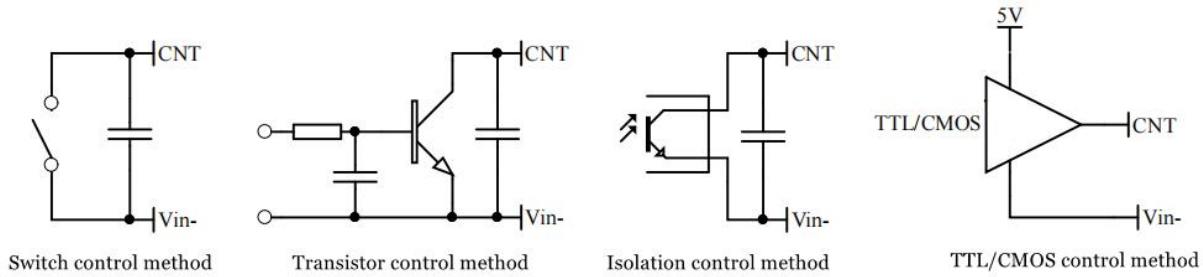 5V
CNT
CNT
CNT
TTL/CMOS
CNT
Vin-
Vin-
Vin-
Vin-
Switch control method
Transistor control method
Isolation control method
TTL/CMOS control method